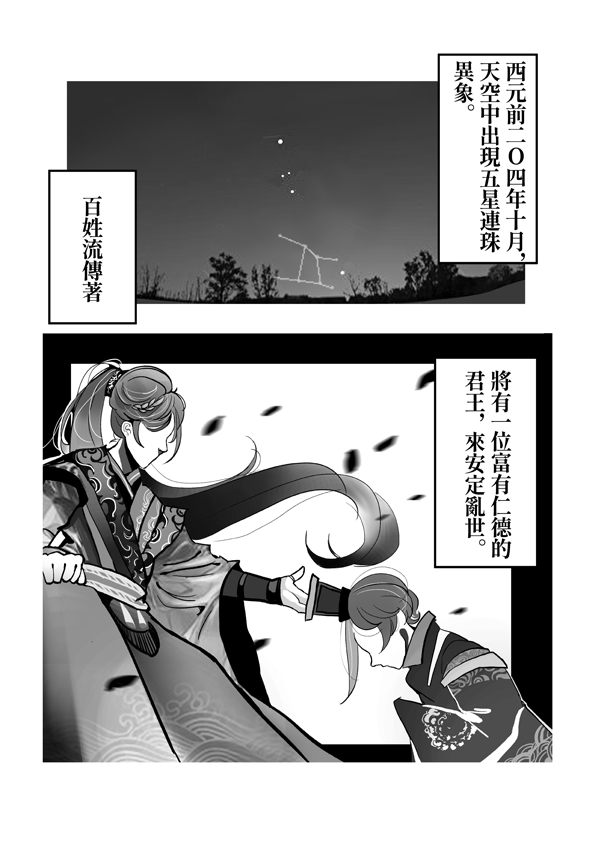 西元前二〇四年十月，
天空中出現五星連珠
異象。
百姓流傳著
將有一位富有仁德的
君王，來安定亂世。